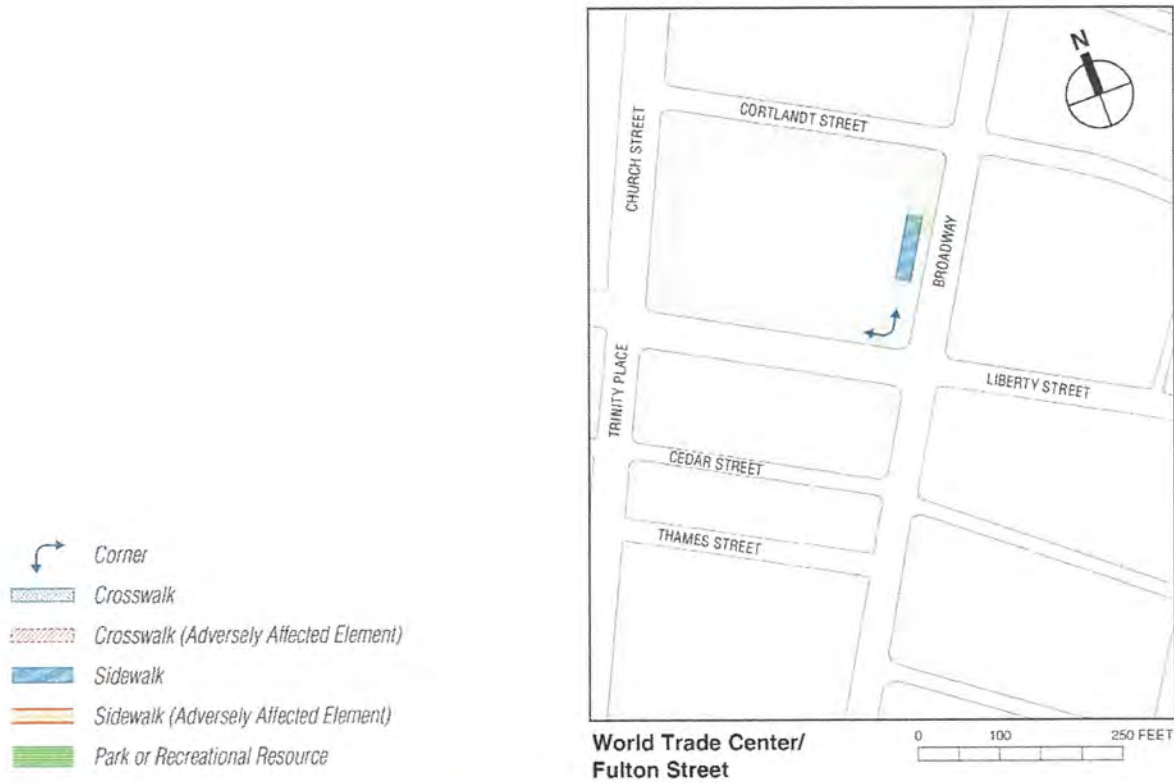 N
CORTLANDT STREET
CHURCH STREET
BROADWAY
TRINITY PLACE
LIBERTY STREET
CEDAR STREET
THAMES STREET
Corner
Crosswalk
Crosswalk (Adversely Affected Element)
Sidewalk
Sidewalk (Adversely Affected Element)
Park or Recreational Resource
World Trade Center/
Fulton Street
0 100 250 FEET